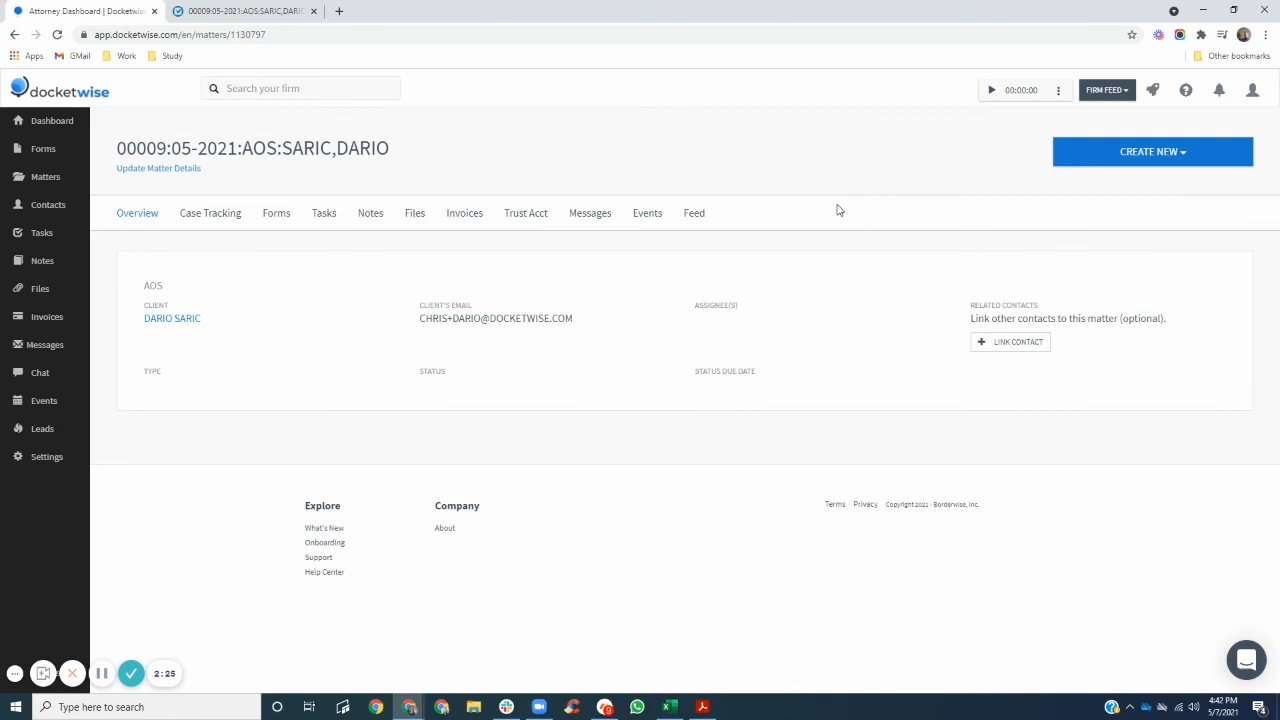 Attorney Dashboard | Docketwise
00009:05-2021:AOS:SARIC,DARIO
app.docketwise.com/en/matters/1130797
Apps
GMail
Work
Study
Other bookmarks
docketwise
Search your firm
00:00:00
FIRM FEED
Dashboard
Forms
Matters
Contacts
Tasks
Notes
Files
Invoices
Messages
Chat
Events
Leads
Settings
00009:05-2021:AOS:SARIC,DARIO
Update Matter Details
CREATE NEW
Overview Case Tracking Forms Tasks Notes Files Invoices Trust Acct Messages Events Feed
AOS
CLIENT
DARIO SARIC
CLIENT'S EMAIL
CHRIS+DARIO@DOCKETWISE.COM
ASSIGNEE(S)
RELATED CONTACTS
Link other contacts to this matter (optional).
LINK CONTACT
TYPE
STATUS
STATUS DUE DATE
Explore
What's New
Onboarding
Support
Help Center
Company
About
Terms Privacy Copyright 2021 - Borderwise, Inc.
2:25
Type here to search
9
4:42 PM
5/7/2021
4